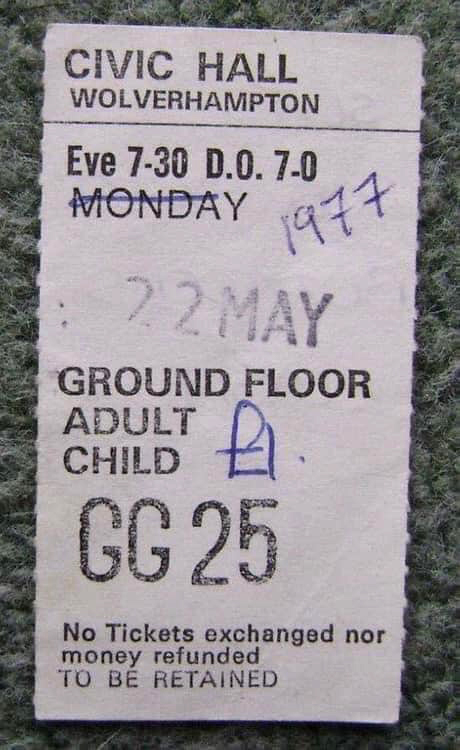 CIVIC HALL
WOLVERHAMPTON
Eve 7-30 D.O. 7-0
MONDAY
1977
22 MAY
GROUND FLOOR
ADULT
CHILD
£1.
GG 25
No Tickets exchanged nor
money refunded
TO BE RETAINED